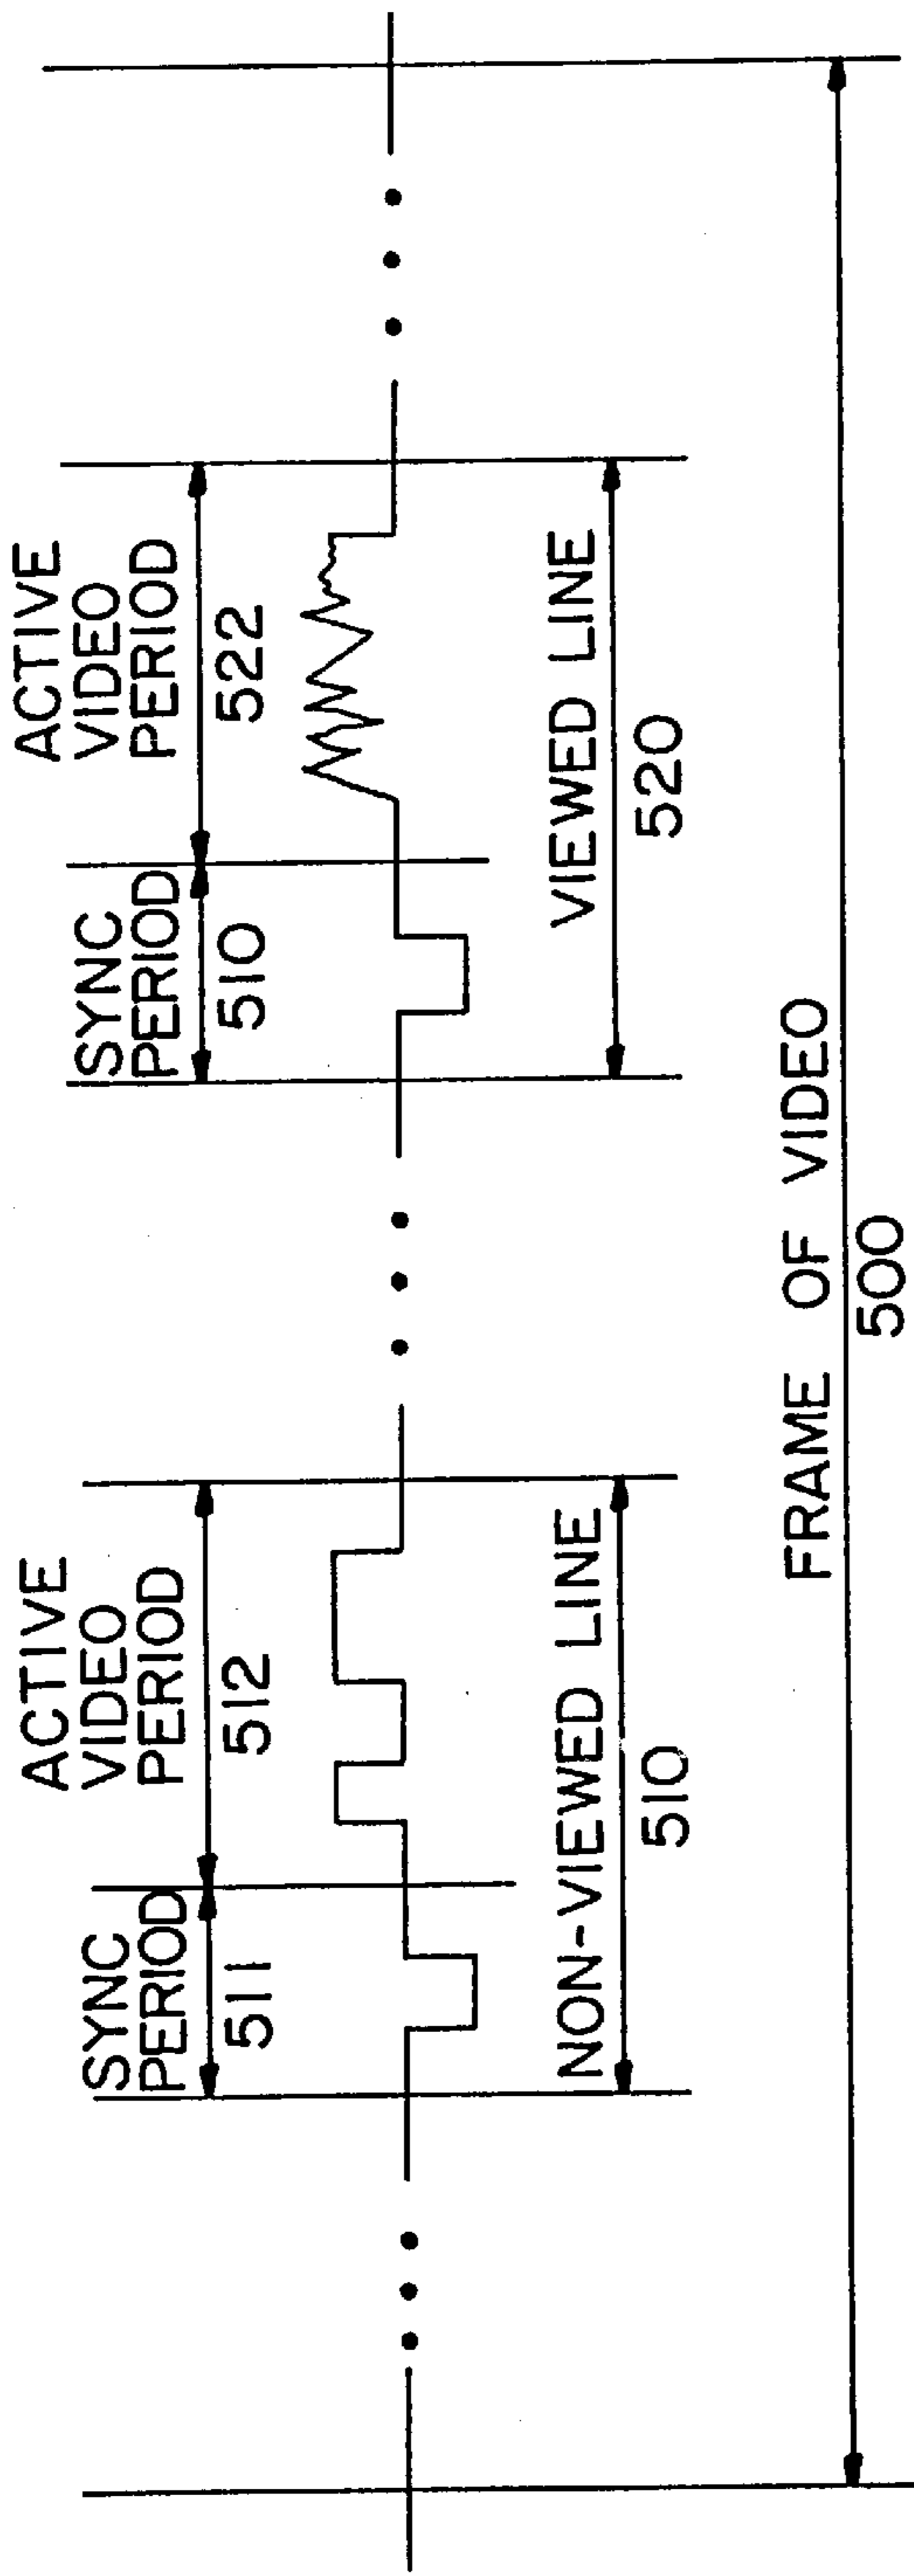 SYNC
PERIOD
511
ACTIVE
VIDEO
PERIOD
512
NON-VIEWED LINE
510
SYNC
PERIOD
510
ACTIVE
VIDEO
PERIOD
522
VIEWED LINE
520
FRAME OF VIDEO
500